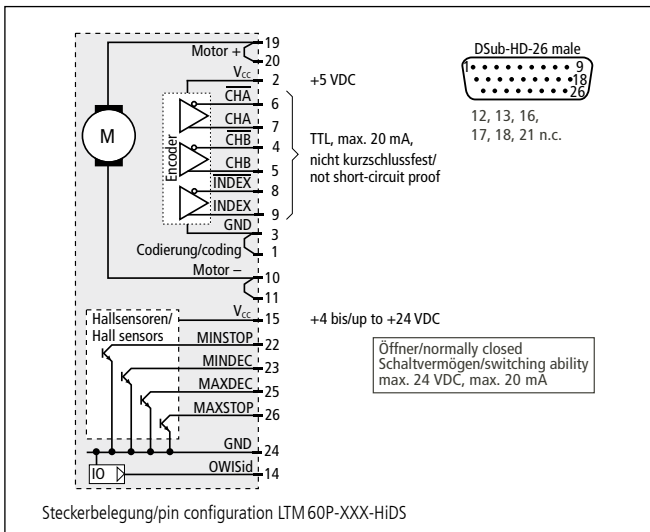 19
Motor +
20
Vcc 2 +5 VDC
CHA 6
CHA 7
CHB 4
CHB 5
INDEX 8
INDEX 9
GND 3
Codierung/coding 1
Motor – 10
11
Encoder
M
TTL, max. 20 mA,
nicht kurzschlussfest/
not short-circuit proof
DSub-HD-26 male
1 9
18
26
12, 13, 16,
17, 18, 21 n.c.
Vcc 15 +4 bis/up to +24 VDC
Hallsensoren/
Hall sensors
MINSTOP 22
MINDEC 23
MAXDEC 25
MAXSTOP 26
GND 24
IO OWISid 14
Öffner/normally closed
Schaltvermögen/switching ability
max. 24 VDC, max. 20 mA
Steckerbelegung/pin configuration LTM60P-XXX-HiDS